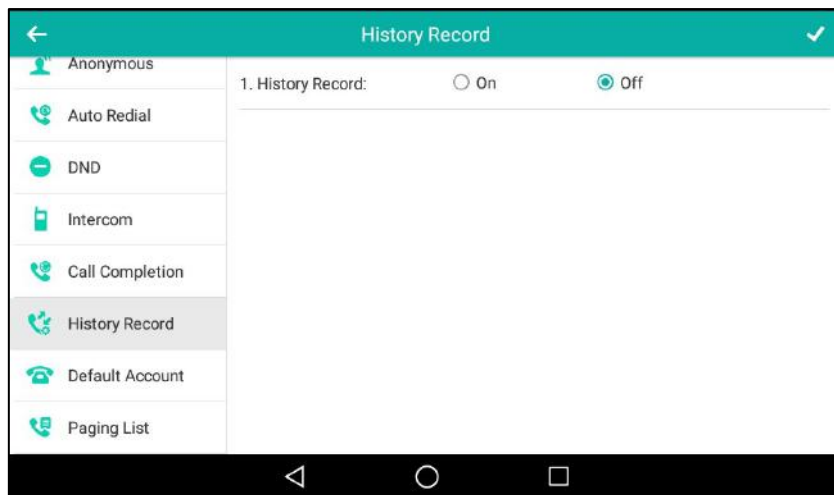 History Record
Anonymous
1. History Record: On Off
Auto Redial
DND
Intercom
Call Completion
History Record
Default Account
Paging List